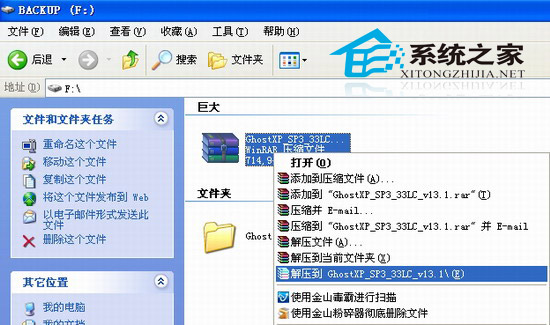 BACKUP (F:)
文件(F) 编辑(E) 查看(V) 收藏(A) 工具(T) 帮助(H)
后退 搜索 文件夹
系统之家
XITONGZHIJIA.NET
地址(D) F:\
文件和文件夹任务
重命名这个文件
移动这个文件
复制这个文件
将这个文件发布到 Web
以电子邮件形式发送此文件
删除这个文件
其它位置
我的电脑
我的文档
巨大
GhostXP_SP3_33LC...
WinRAR 压缩文件
714,9
文件夹
Ghos
打开(O)
添加到压缩文件(A)...
添加到 "GhostXP_SP3_33LC_v13.1.rar"(T)
压缩并 E-mail...
压缩到 "GhostXP_SP3_33LC_v13.1.rar" 并 E-mail
解压文件(A)...
解压到当前文件夹(X)
解压到 GhostXP_SP3_33LC_v13.1\(E)
使用金山毒霸进行扫描
使用金山粉碎器彻底删除文件